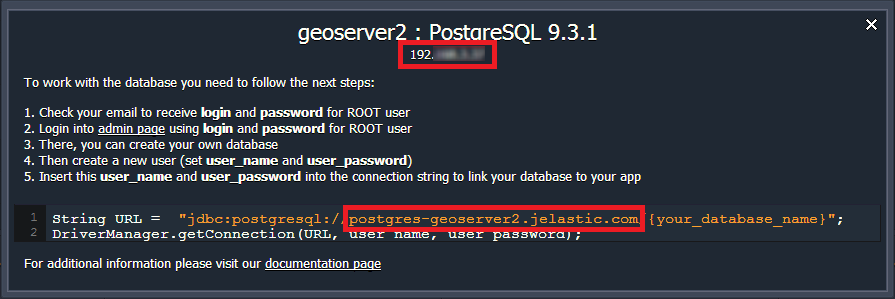 geoserver2 : PostgreSQL 9.3.1
192.
To work with the database you need to follow the next steps:
1. Check your email to receive login and password for ROOT user
2. Login into admin page using login and password for ROOT user
3. There, you can create your own database
4. Then create a new user (set user_name and user_password)
5. Insert this user_name and user_password into the connection string to link your database to your app
1 String URL = "jdbc:postgresql://postgres-geoserver2.jelastic.com/{your_database_name}";
2 DriverManager.getConnection(URL, user_name, user_password);
For additional information please visit our documentation page